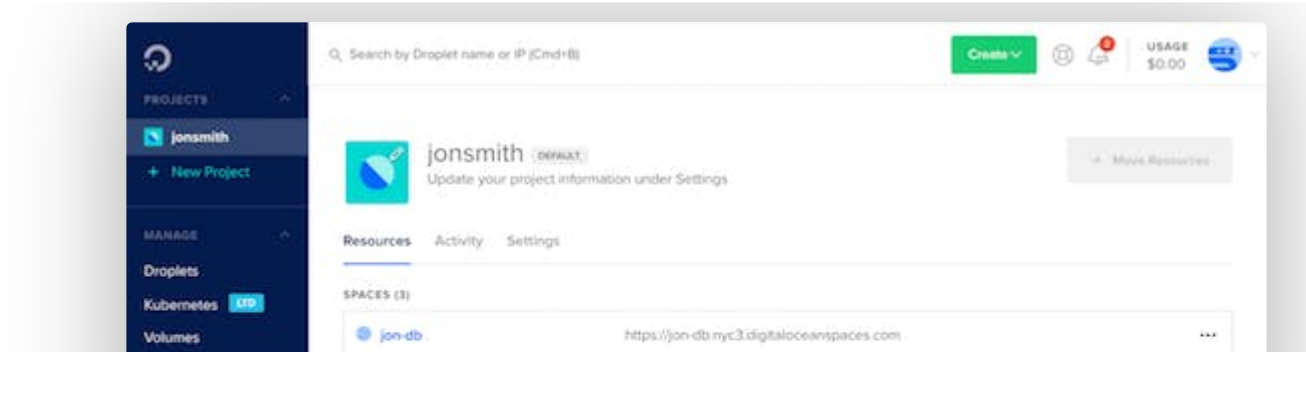 Search by Droplet name or IP (Cmd+B)
Create
USAGE
$0.00
PROJECTS
jonsmith
+ New Project
MANAGE
Droplets
Kubernetes LTD
Volumes
jonsmith DEFAULT
Update your project information under Settings
Move Resources
Resources Activity Settings
SPACES (3)
jon-db https://jon-db.nyc3.digitaloceanspaces.com